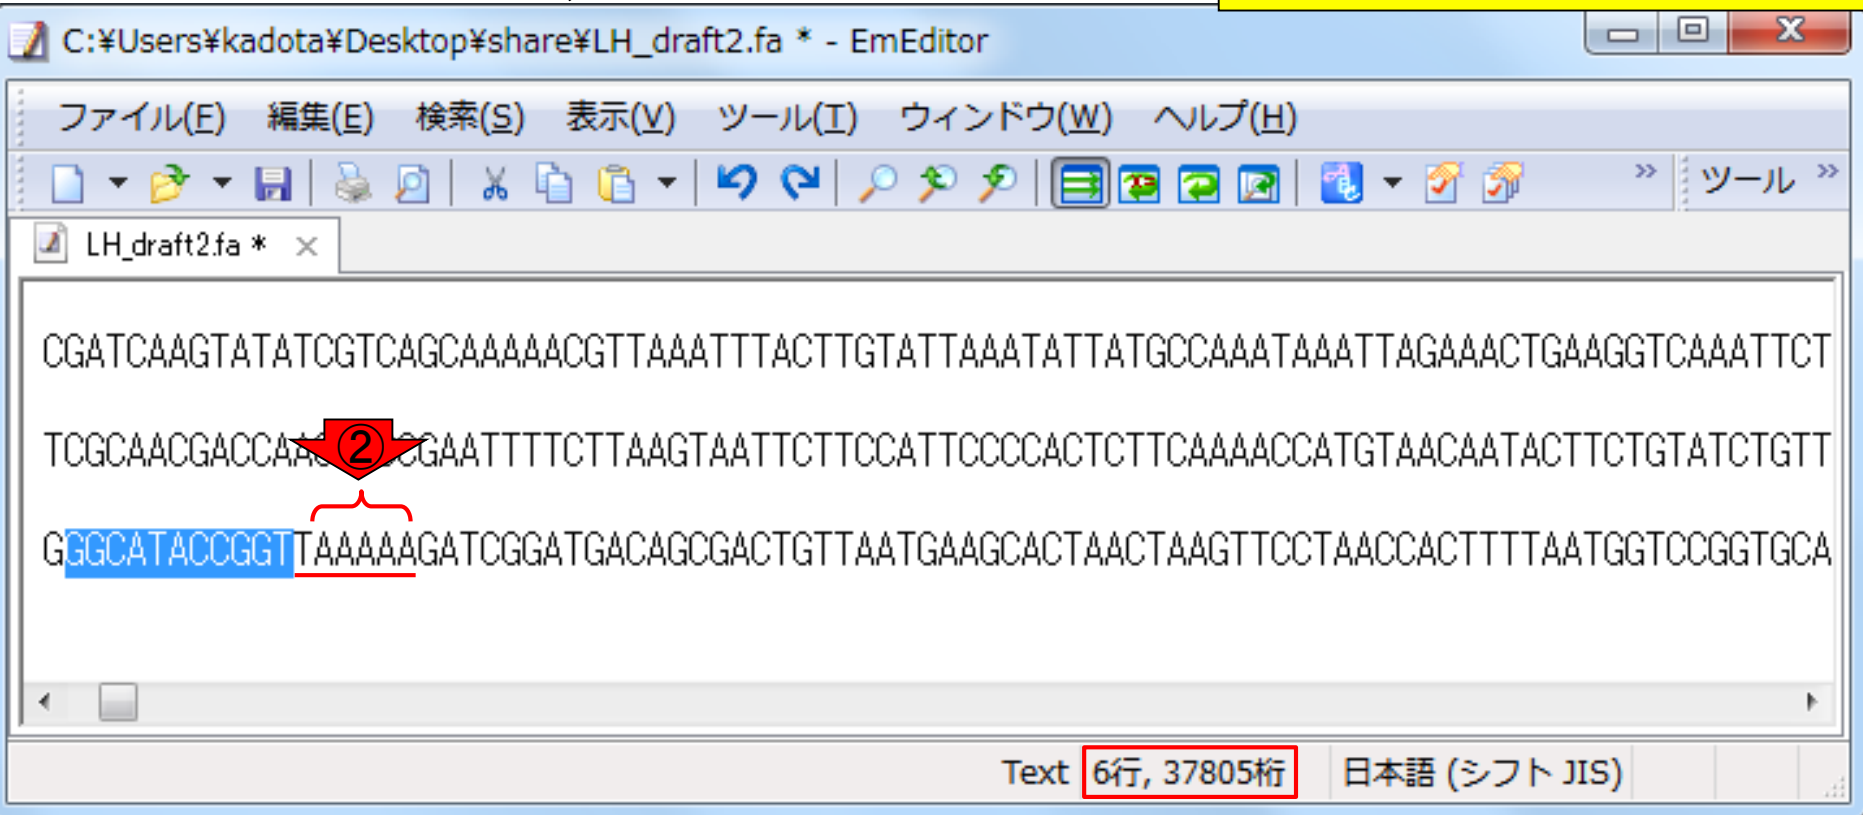 C:¥Users¥kadota¥Desktop¥share¥LH_draft2.fa * - EmEditor
ファイル(F) 編集(E) 検索(S) 表示(V) ツール(T) ウィンドウ(W) ヘルプ(H)
ツール
LH_draft2.fa *
CGATCAAGTATATCGTCAGCAAAAACGTTAAATTTACTTGTATTAAATATTATGCCAAATAAATTAGAAACTGAAGGTCAAATTCT
TCGCAACGACCAA CGAATTTTCTTAAGTAATTCTTCCATTCCCCACTCTTCAAAACCATGTAACAATACTTCTGTATCTGTT
②
GGGCATACCGGTTAAAAAGATCGGATGACAGCGACTGTTAATGAAGCACTAACTAAGTTCCTAACCACTTTTAATGGTCCGGTGCA
Text 6行, 37805桁 日本語 (シフト JIS)